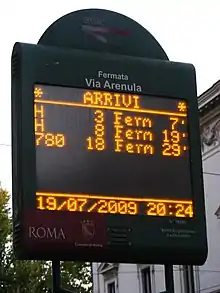 Fermata
Via Arenula
* ARRIVI *
H 3 Ferm 7'
H 8 Ferm 19'
780 18 Ferm 29'
19/07/2009 20:24
ROMA